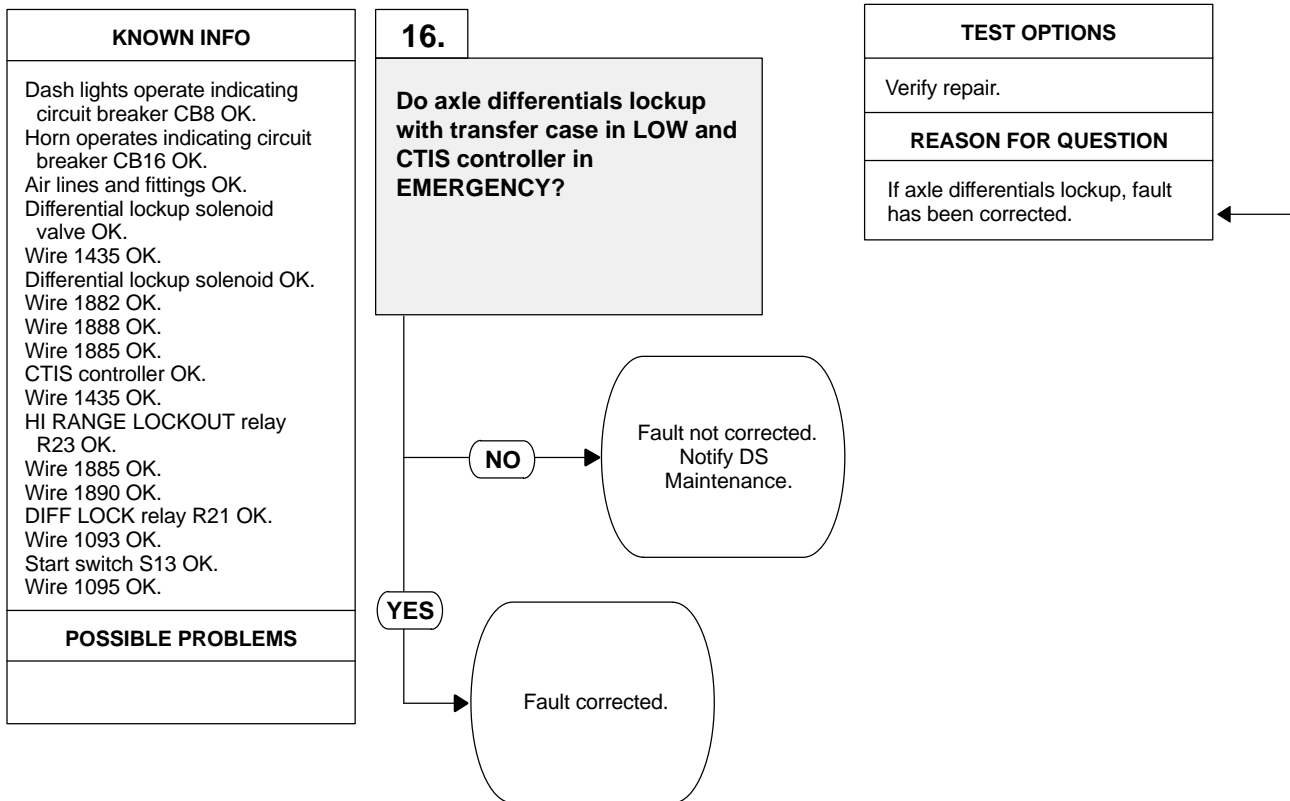 KNOWN INFO
Dash lights operate indicating
circuit breaker CB8 OK.
Horn operates indicating circuit
breaker CB16 OK.
Air lines and fittings OK.
Differential lockup solenoid
valve OK.
Wire 1435 OK.
Differential lockup solenoid OK.
Wire 1882 OK.
Wire 1888 OK.
Wire 1885 OK.
CTIS controller OK.
Wire 1435 OK.
HI RANGE LOCKOUT relay
R23 OK.
Wire 1885 OK.
Wire 1890 OK.
DIFF LOCK relay R21 OK.
Wire 1093 OK.
Start switch S13 OK.
Wire 1095 OK.
POSSIBLE PROBLEMS
16.
Do axle differentials lockup
with transfer case in LOW and
CTIS controller in
EMERGENCY?
TEST OPTIONS
Verify repair.
REASON FOR QUESTION
If axle differentials lockup, fault
has been corrected.
NO
Fault not corrected.
Notify DS
Maintenance.
YES
Fault corrected.